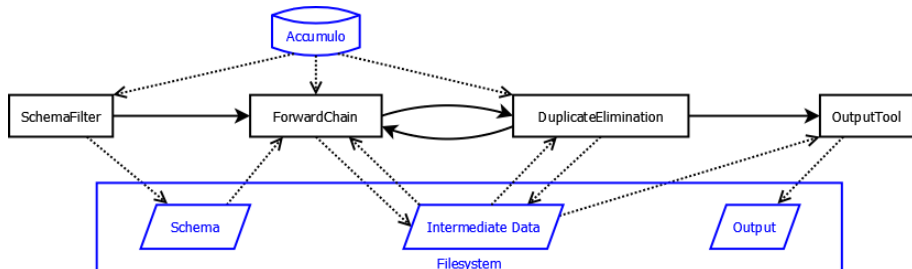 Accumulo
SchemaFilter
ForwardChain
DuplicateElimination
OutputTool
Schema
Intermediate Data
Output
Filesystem